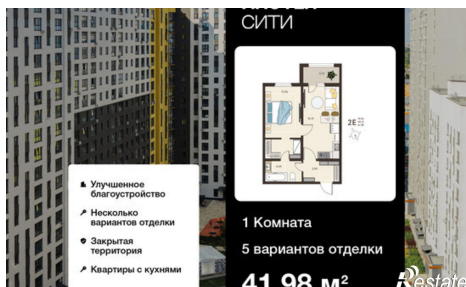 СИТИ
2Е
1 Комната
5 вариантов отделки
41.98 м²
Улучшенное
благоустройство
Несколько
вариантов отделки
Закрытая
территория
Квартиры с кухнями
Restate